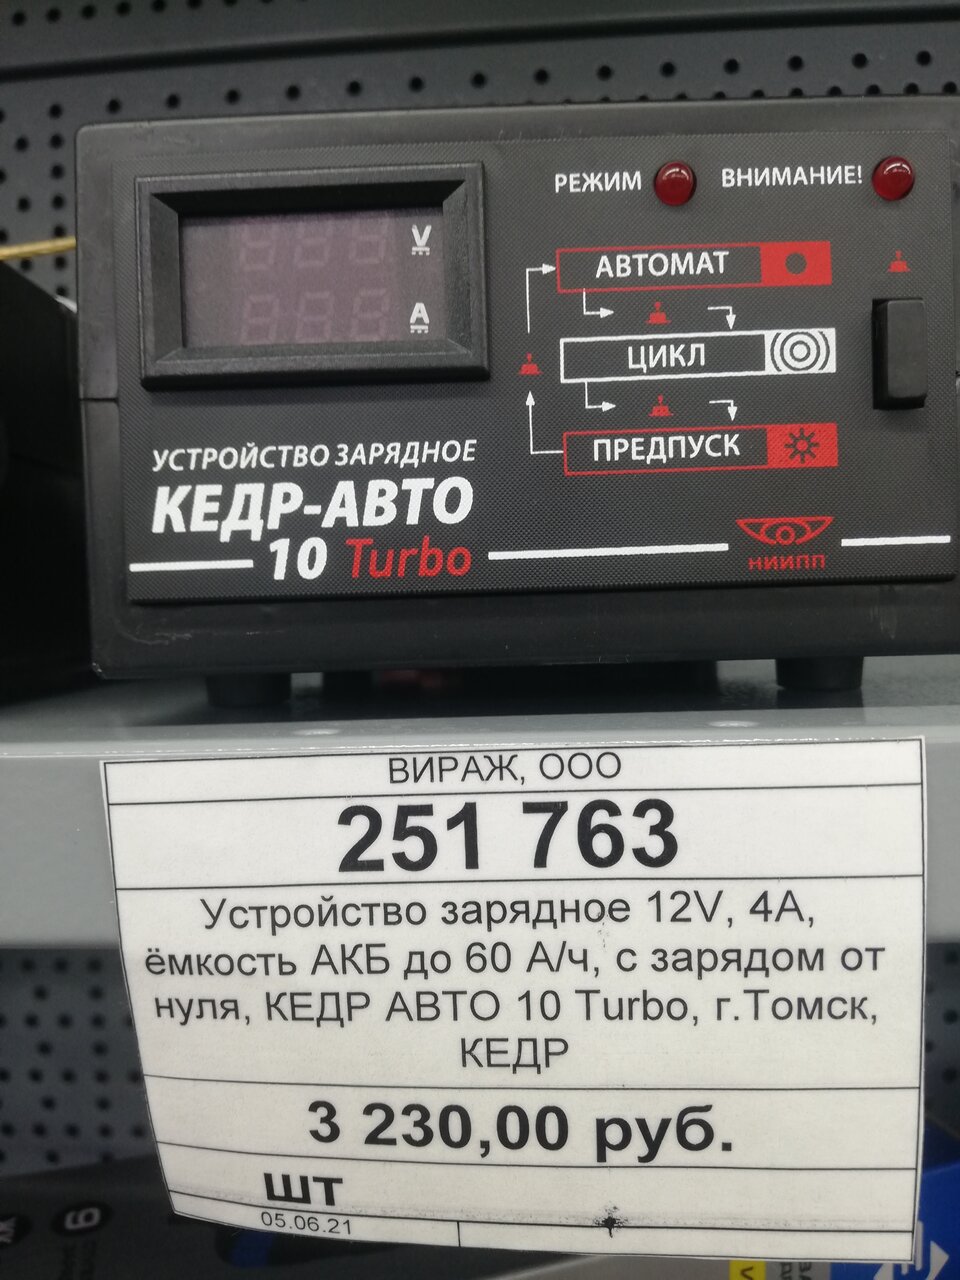 РЕЖИМ
ВНИМАНИЕ!
V
A
АВТОМАТ
ЦИКЛ
ПРЕДПУСК
УСТРОЙСТВО ЗАРЯДНОЕ
КЕДР-АВТО
10 Turbo
НИИПП
ВИРАЖ, ООО
251 763
Устройство зарядное 12V, 4А,
ёмкость АКБ до 60 А/ч, с зарядом от
нуля, КЕДР АВТО 10 Turbo, г.Томск,
КЕДР
3 230,00 руб.
шт
05.06.21